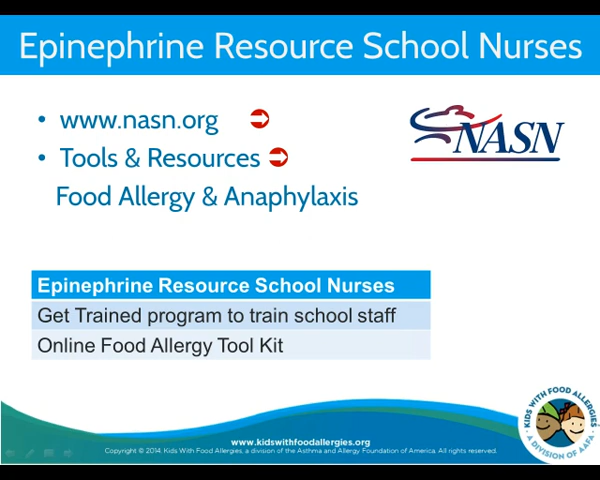 Epinephrine Resource School Nurses
• www.nasn.org
NASN
• Tools & Resources
Food Allergy & Anaphylaxis
Epinephrine Resource School Nurses
Get Trained program to train school staff
Online Food Allergy Tool Kit
KIDS WITH FOOD ALLERGIES
A DIVISION OF AAFA
www.kidswithfoodallergies.org
Copyright © 2014, Kids With Food Allergies, a division of the Asthma and Allergy Foundation of America. All rights reserved.